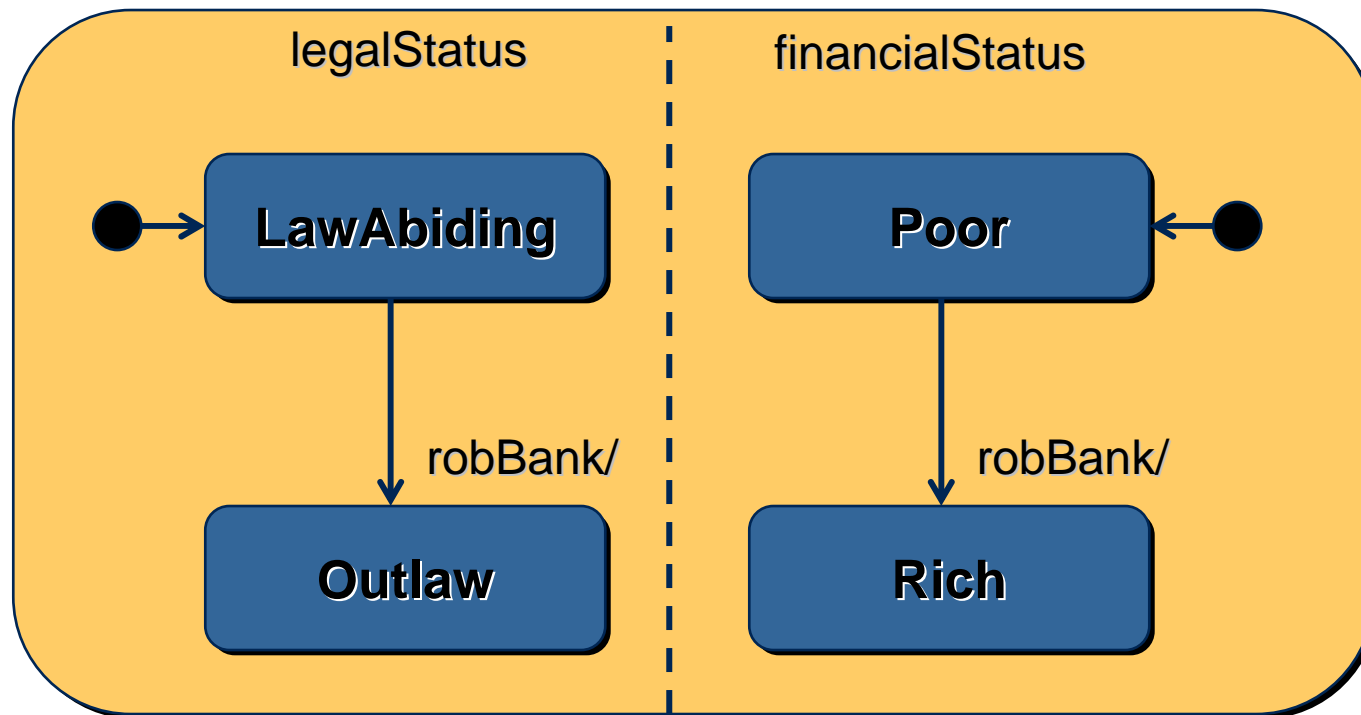 legalStatus
financialStatus
LawAbiding
Poor
robBank/
robBank/
Outlaw
Rich